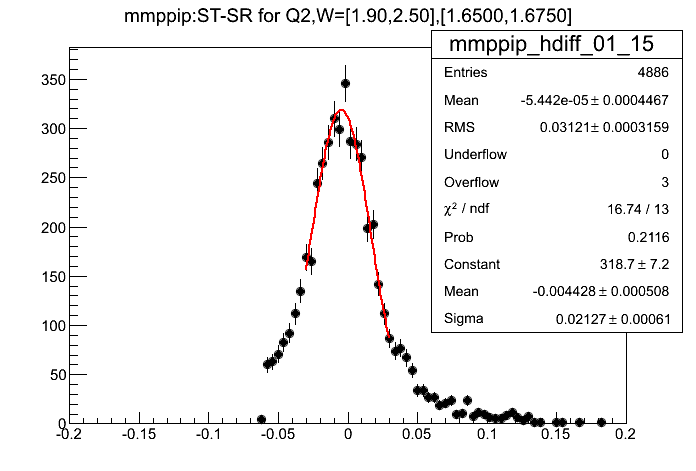 mmppip:ST-SR for Q2,W=[1.90,2.50],[1.6500,1.6750]
mmppip_hdiff_01_15
Entries 4886
Mean -5.442e-05 ± 0.0004467
RMS 0.03121 ± 0.0003159
Underflow 0
Overflow 3
χ² / ndf 16.74 / 13
Prob 0.2116
Constant 318.7 ± 7.2
Mean -0.004428 ± 0.000508
Sigma 0.02127 ± 0.00061
350
300
250
200
150
100
50
0
-0.2 -0.15 -0.1 -0.05 0 0.05 0.1 0.15 0.2